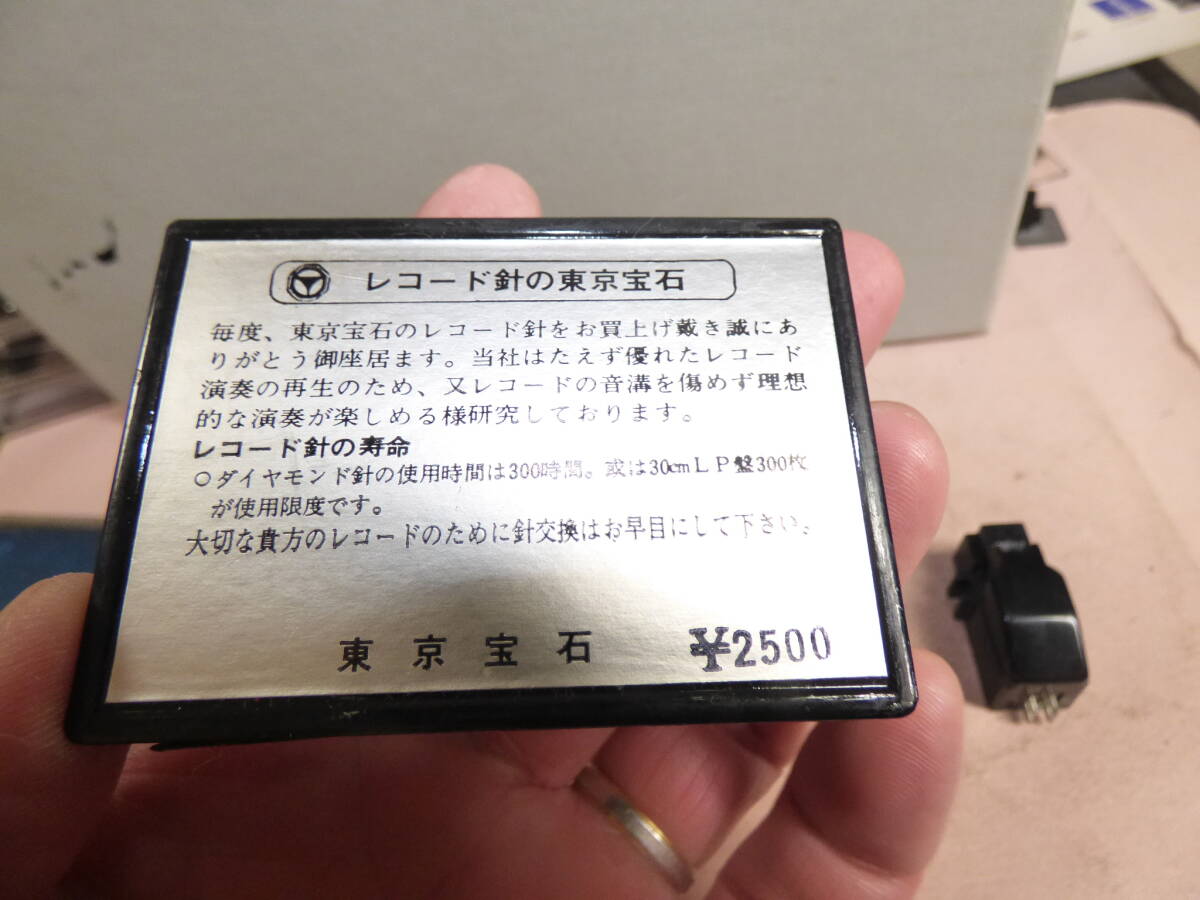 レコード針の東京宝石
毎度、東京宝石のレコード針をお買上げ戴き誠にあ
りがとう御座居ます。当社はたえず優れたレコード
演奏の再生のため、又レコードの音溝を傷めず理想
的な演奏が楽しめる様研究しております。
レコード針の寿命
○ダイヤモンド針の使用時間は300時間。或は30cmLP盤300枚
が使用限度です。
大切な貴方のレコードのために針交換はお早目にして下さい。
東京宝石 ¥2500